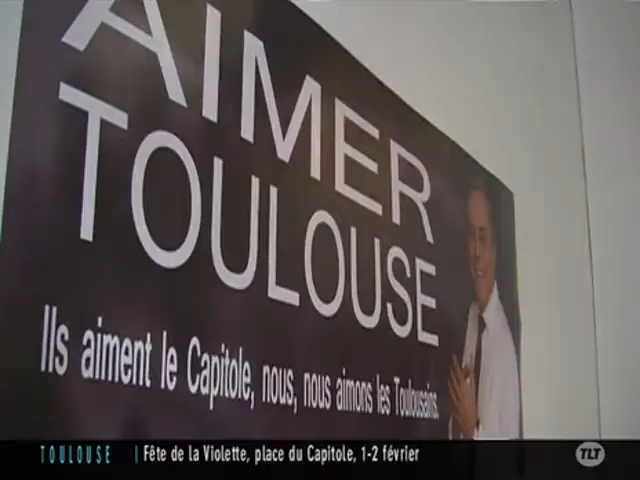 AIMER
TOULOUSE
Ils aiment le Capitole, nous, nous aimons les Toulousains.
TOULOUSE Fête de la Violette, place du Capitole, 1-2 février TLT